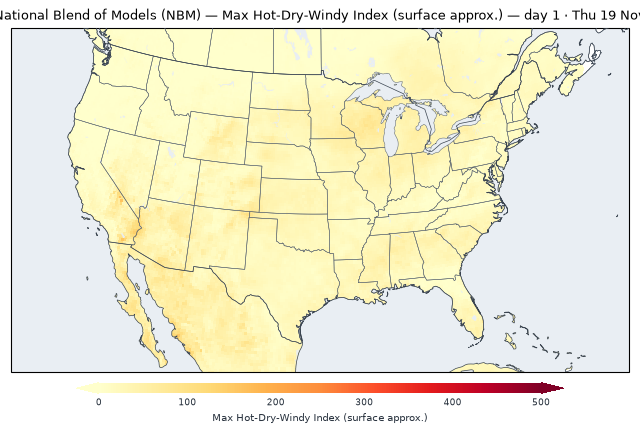 National Blend of Models (NBM) — Max Hot-Dry-Windy Index (surface approx.) — day 1 · Thu 19 Nov
0 100 200 300 400 500
Max Hot-Dry-Windy Index (surface approx.)